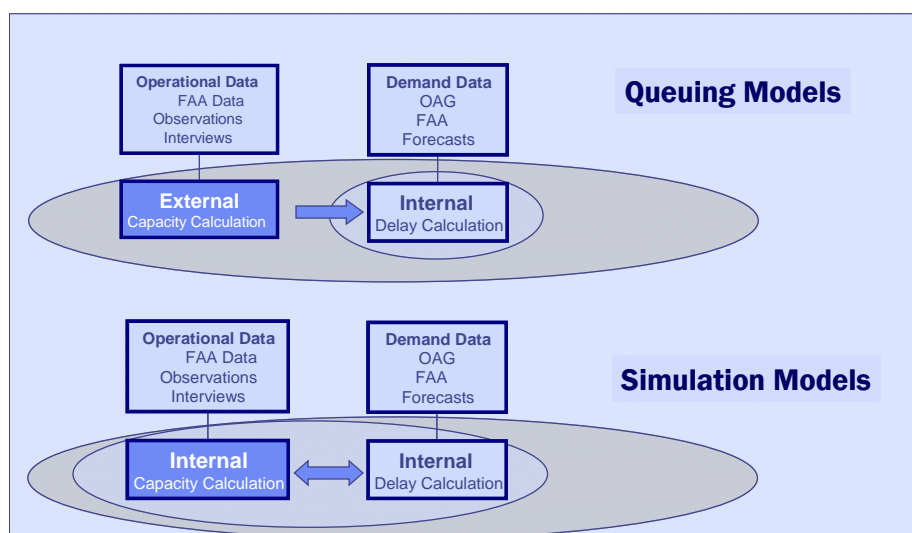 Operational Data
FAA Data
Observations
Interviews
Demand Data
OAG
FAA
Forecasts
Queuing Models
External
Capacity Calculation
Internal
Delay Calculation
Operational Data
FAA Data
Observations
Interviews
Demand Data
OAG
FAA
Forecasts
Simulation Models
Internal
Capacity Calculation
Internal
Delay Calculation